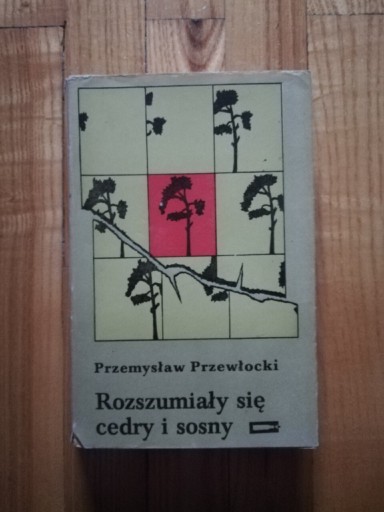 Przemysław Przewłocki
Rozszumiały się
cedry i sosny